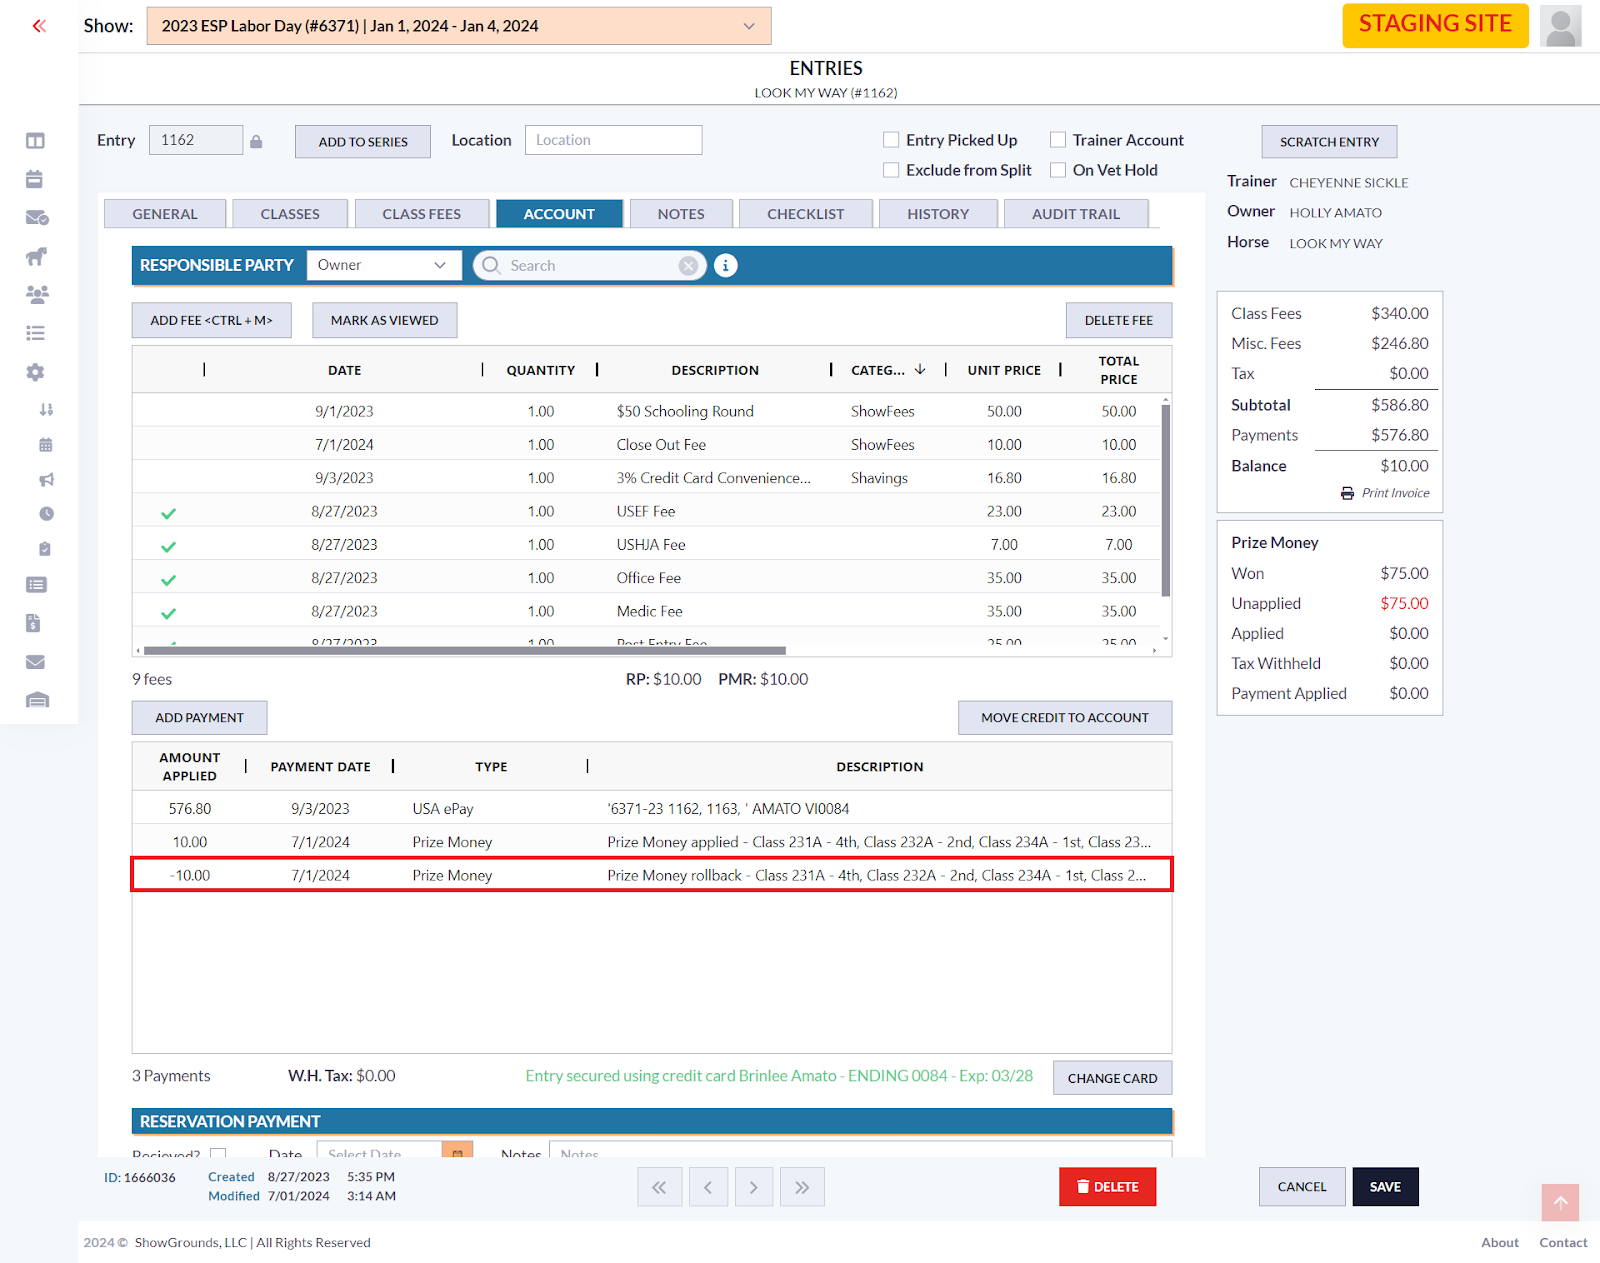 Show: 2023 ESP Labor Day (#6371) | Jan 1, 2024 - Jan 4, 2024
STAGING SITE
ENTRIES
LOOK MY WAY (#1162)
Entry 1162 ADD TO SERIES Location Location
Entry Picked Up Trainer Account
Exclude from Split On Vet Hold
SCRATCH ENTRY
Trainer CHEYENNE SICKLE
Owner HOLLY AMATO
Horse LOOK MY WAY
GENERAL CLASSES CLASS FEES ACCOUNT NOTES CHECKLIST HISTORY AUDIT TRAIL
RESPONSIBLE PARTY Owner Search
ADD FEE <CTRL + M> MARK AS VIEWED DELETE FEE
DATE QUANTITY DESCRIPTION CATEG... UNIT PRICE TOTAL PRICE
9/1/2023 1.00 $50 Schooling Round ShowFees 50.00 50.00
7/1/2024 1.00 Close Out Fee ShowFees 10.00 10.00
9/3/2023 1.00 3% Credit Card Convenience... Shavings 16.80 16.80
8/27/2023 1.00 USEF Fee 23.00 23.00
8/27/2023 1.00 USHJA Fee 7.00 7.00
8/27/2023 1.00 Office Fee 35.00 35.00
8/27/2023 1.00 Medic Fee 35.00 35.00
8/27/2023 1.00 Post Entry Fee 25.00 25.00
9 fees RP: $10.00 PMR: $10.00
ADD PAYMENT MOVE CREDIT TO ACCOUNT
AMOUNT APPLIED PAYMENT DATE TYPE DESCRIPTION
576.80 9/3/2023 USA ePay '6371-23 1162, 1163, ' AMATO VI0084
10.00 7/1/2024 Prize Money Prize Money applied - Class 231A - 4th, Class 232A - 2nd, Class 234A - 1st, Class 23...
-10.00 7/1/2024 Prize Money Prize Money rollback - Class 231A - 4th, Class 232A - 2nd, Class 234A - 1st, Class 2...
3 Payments W.H. Tax: $0.00 Entry secured using credit card Brinlee Amato - ENDING 0084 - Exp: 03/28 CHANGE CARD
RESERVATION PAYMENT
Recieved? Date Select Date Notes Notes
Class Fees $340.00
Misc. Fees $246.80
Tax $0.00
Subtotal $586.80
Payments $576.80
Balance $10.00
Print Invoice
Prize Money
Won $75.00
Unapplied $75.00
Applied $0.00
Tax Withheld $0.00
Payment Applied $0.00
ID: 1666036 Created 8/27/2023 5:35 PM
Modified 7/01/2024 3:14 AM
DELETE CANCEL SAVE
2024 © ShowGrounds, LLC | All Rights Reserved
About Contact